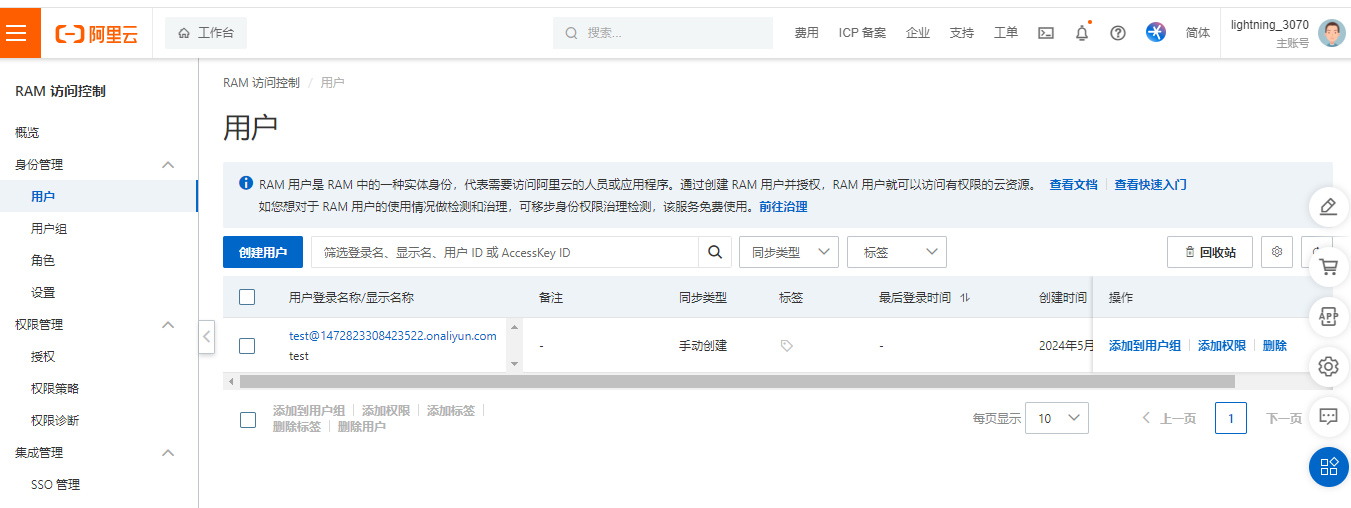 阿里云
工作台
搜索...
费用
ICP 备案
企业
支持
工单
简体
lightning_3070
主账号
RAM 访问控制
概览
身份管理
用户
用户组
角色
设置
权限管理
授权
权限策略
权限诊断
集成管理
SSO 管理
RAM 访问控制 / 用户
用户
RAM 用户是 RAM 中的一种实体身份，代表需要访问阿里云的人员或应用程序。通过创建 RAM 用户并授权，RAM 用户就可以访问有权限的云资源。 查看文档 查看快速入门
如您想对于 RAM 用户的使用情况做检测和治理，可移步身份权限治理检测，该服务免费使用。前往治理
创建用户
筛选登录名、显示名、用户 ID 或 AccessKey ID
同步类型
标签
回收站
用户登录名称/显示名称
备注
同步类型
标签
最后登录时间
创建时间
操作
test@1472823308423522.onaliyun.com
test
-
手动创建
-
2024年5月
添加到用户组
添加权限
删除
添加到用户组
添加权限
添加标签
删除标签
删除用户
每页显示
10
上一页
1
下一页
APP